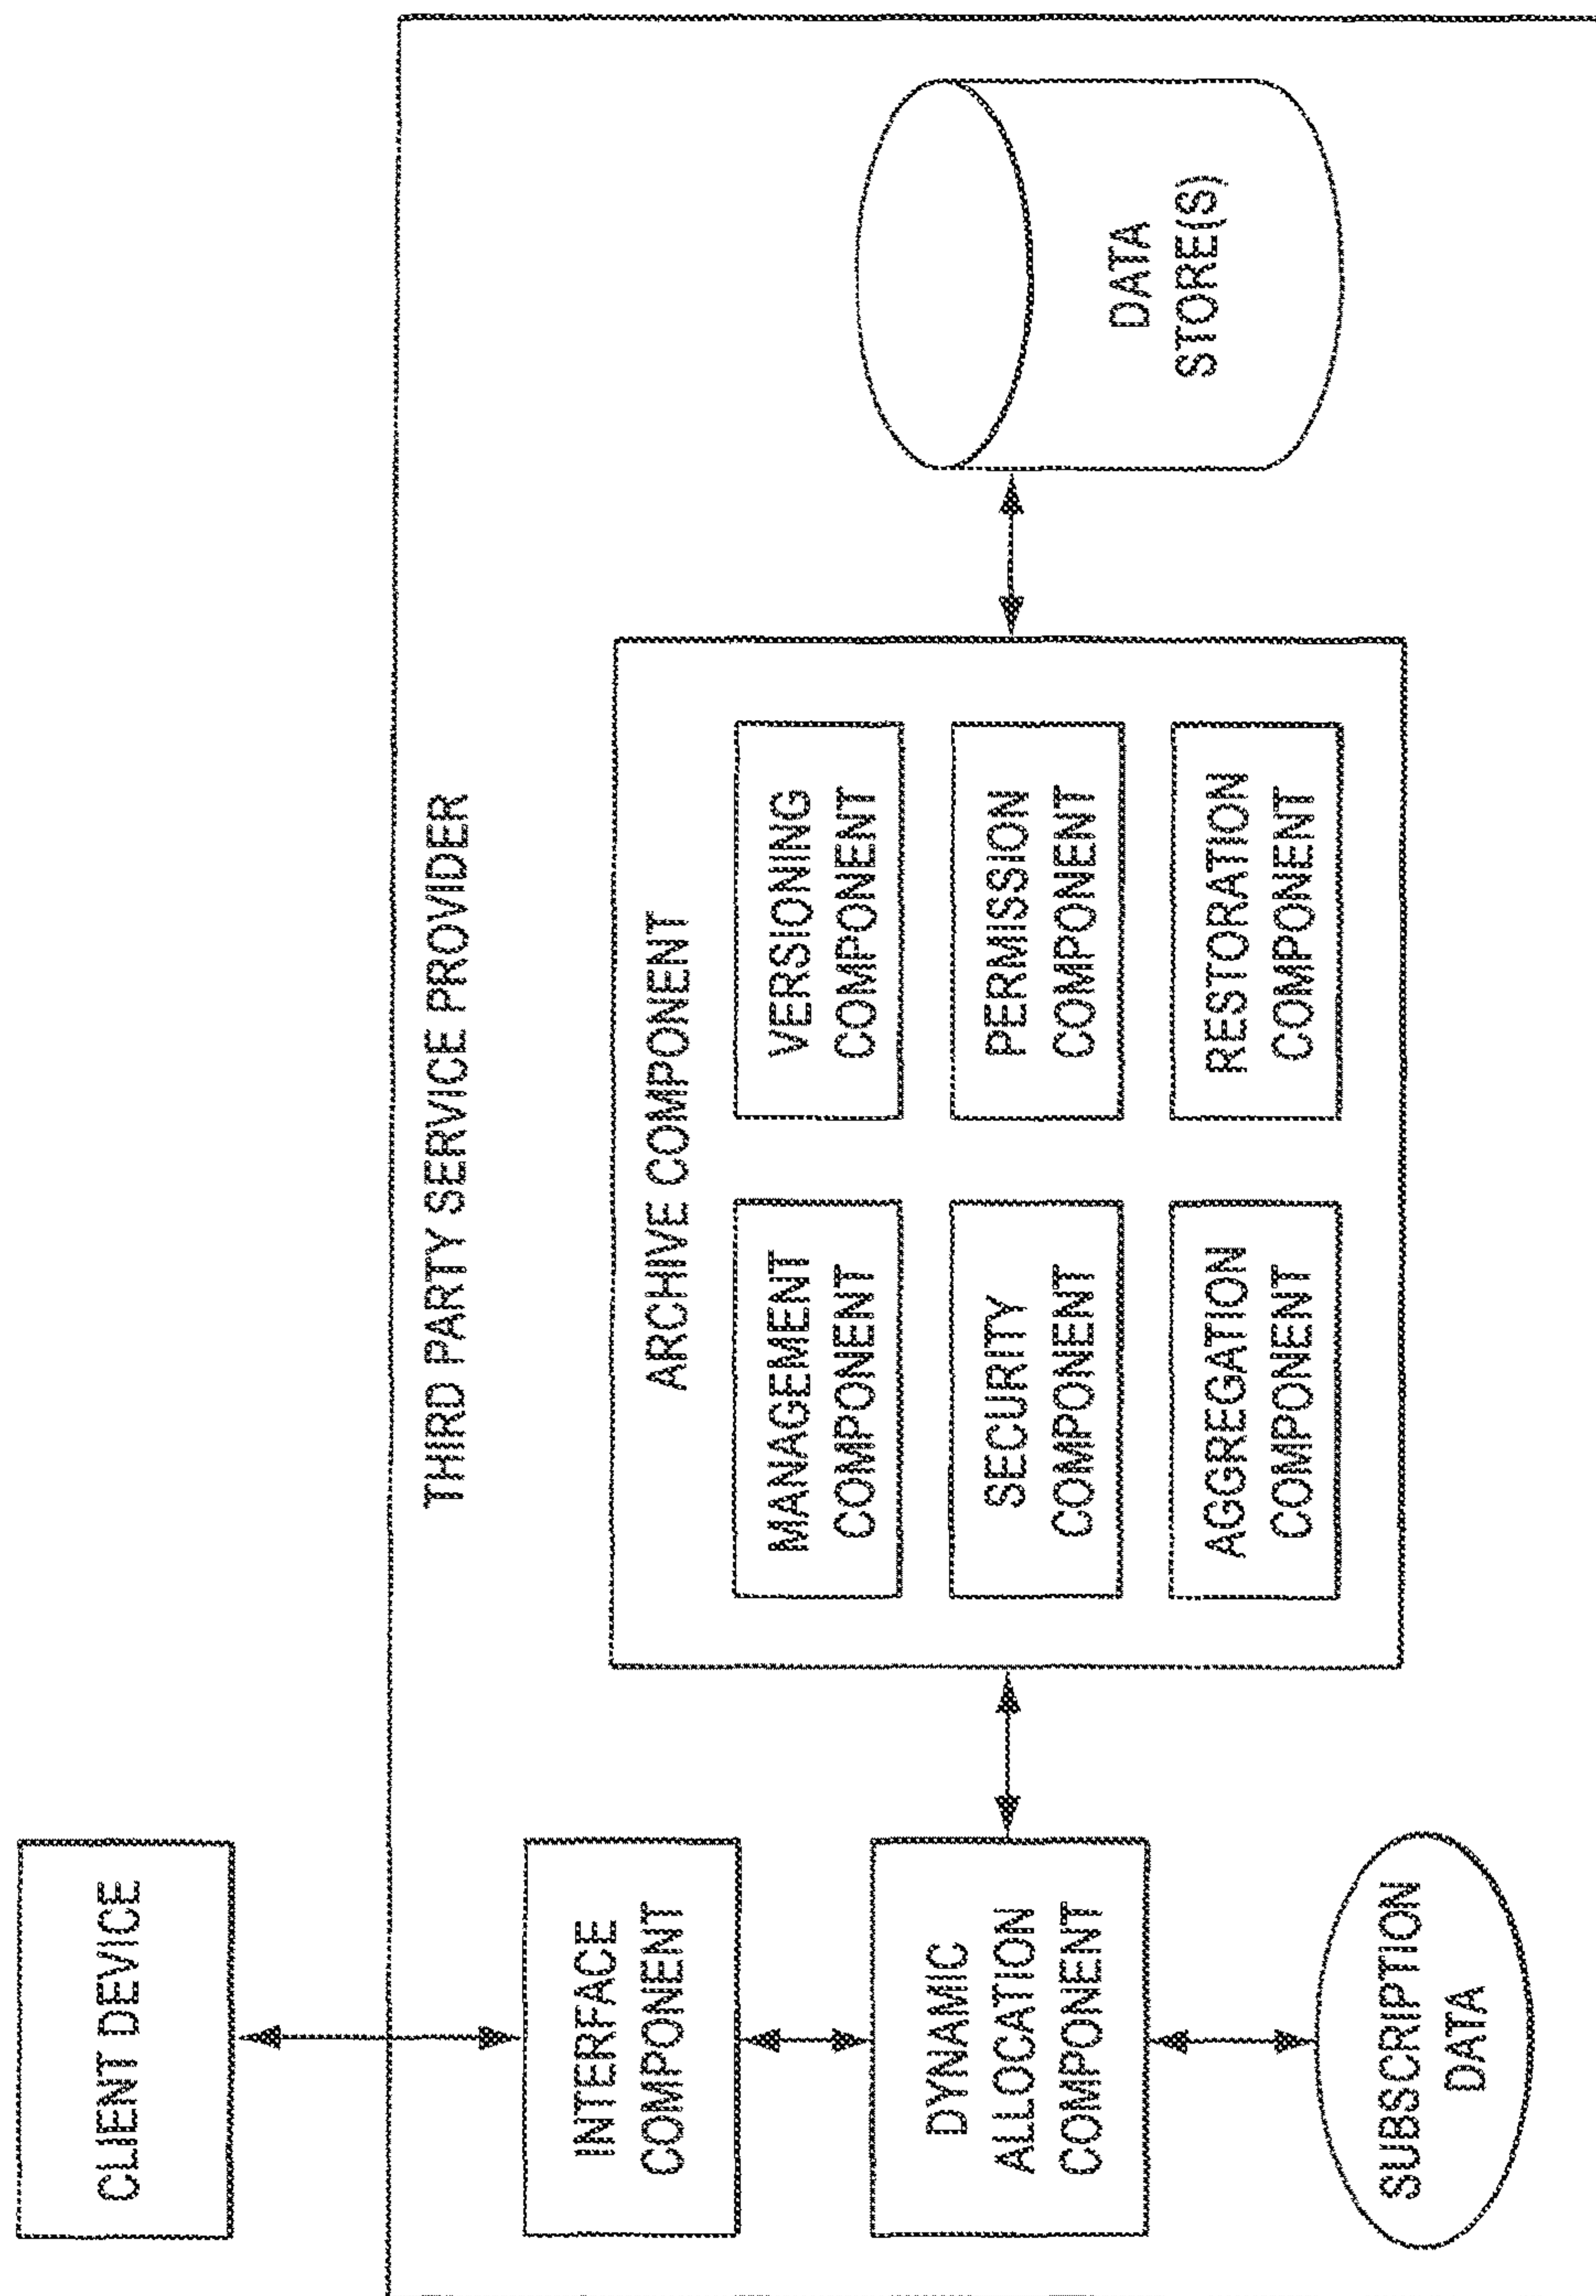 CLIENT DEVICE
THIRD PARTY SERVICE PROVIDER
INTERFACE
COMPONENT
DYNAMIC
ALLOCATION
COMPONENT
SUBSCRIPTION
DATA
ARCHIVE COMPONENT
MANAGEMENT
COMPONENT
VERSIONING
COMPONENT
SECURITY
COMPONENT
PERMISSION
COMPONENT
AGGREGATION
COMPONENT
RESTORATION
COMPONENT
DATA
STORE(S)